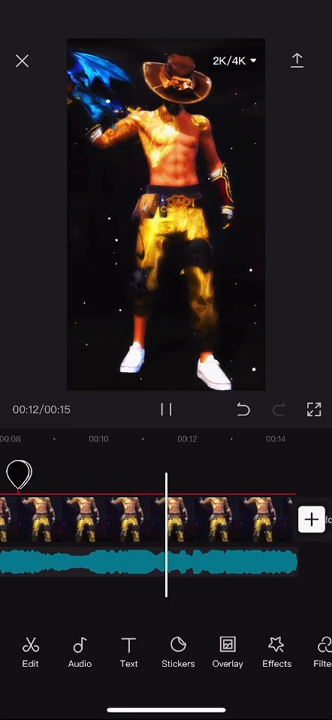 2K/4K
00:12/00:15
00:08
00:10
00:12
00:14
Edit
Audio
Text
Stickers
Overlay
Effects
Filte